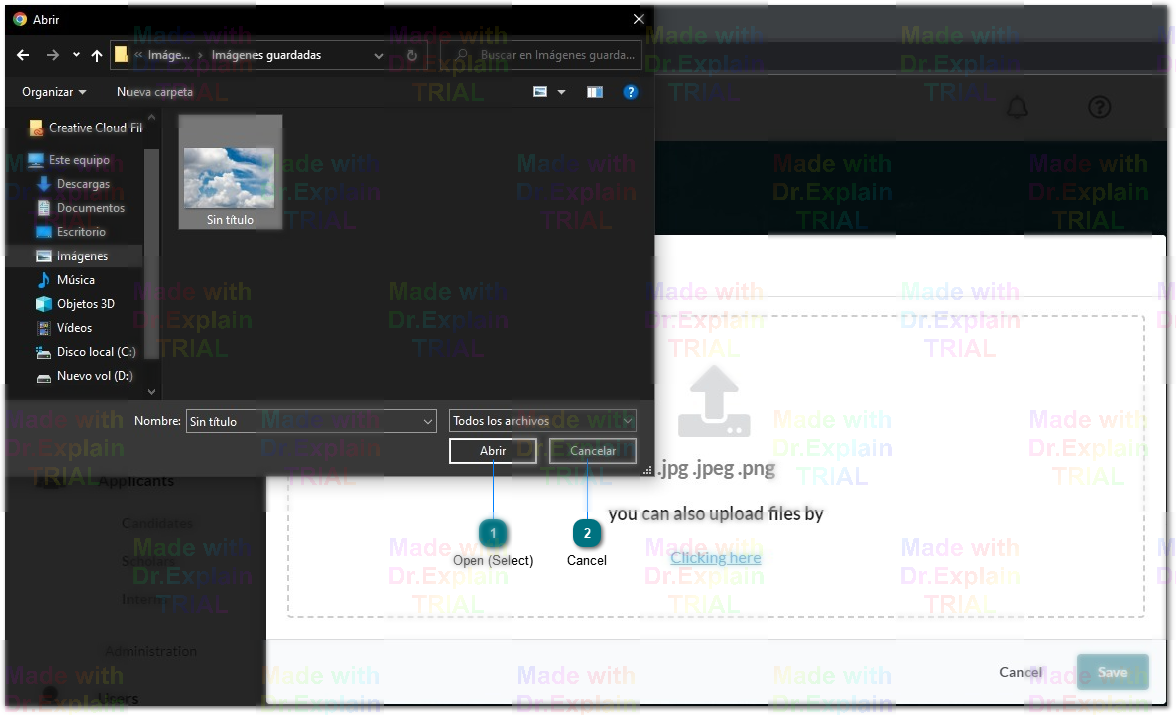 Abrir
Imáge... > Imágenes guardadas
Buscar en Imágenes guarda...
Organizar
Nueva carpeta
Creative Cloud Fil
Este equipo
Descargas
Documentos
Escritorio
Imágenes
Música
Objetos 3D
Vídeos
Disco local (C:)
Nuevo vol (D:)
Sin título
Nombre: Sin título
Todos los archivos
Abrir
Cancelar
.jpg .jpeg .png
you can also upload files by
Clicking here
1
Open (Select)
2
Cancel
Applicants
Candidates
Administration
Users
Cancel
Save
Made with
Dr.Explain
TRIAL